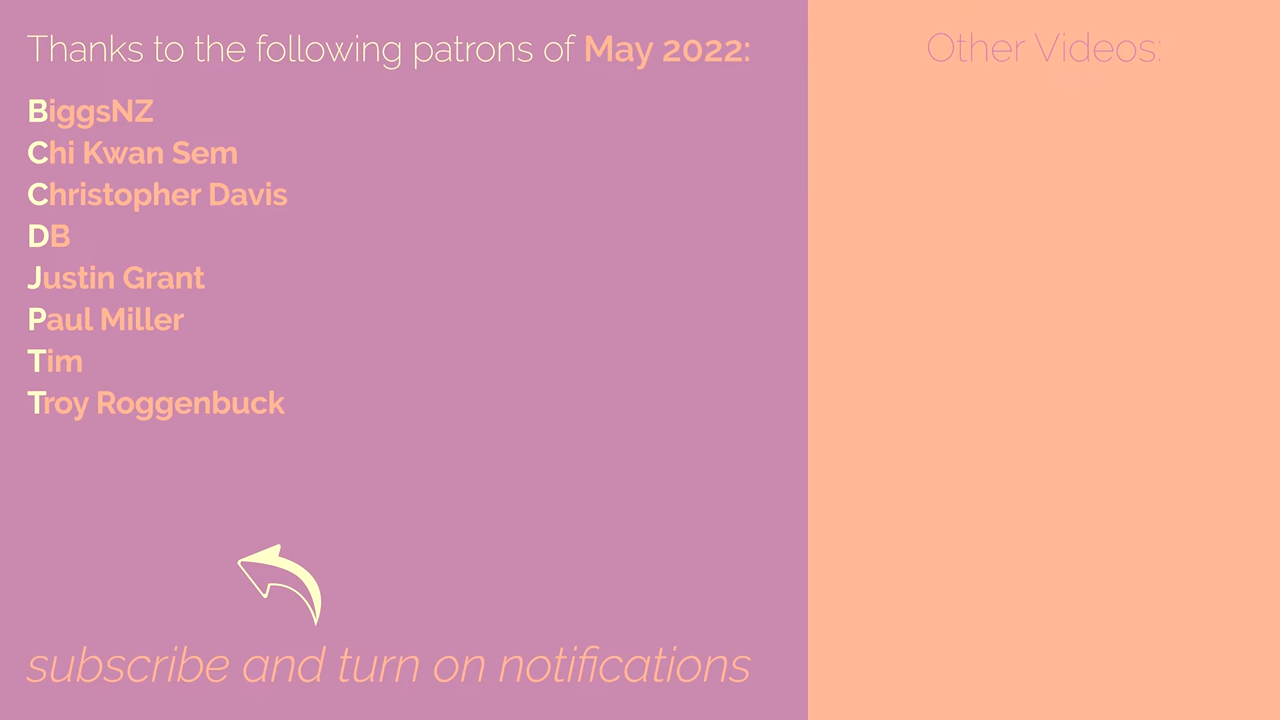 Thanks to the following patrons of May 2022:
BiggsNZ
Chi Kwan Sem
Christopher Davis
DB
Justin Grant
Paul Miller
Tim
Troy Roggenbuck
subscribe and turn on notifications
Other Videos: